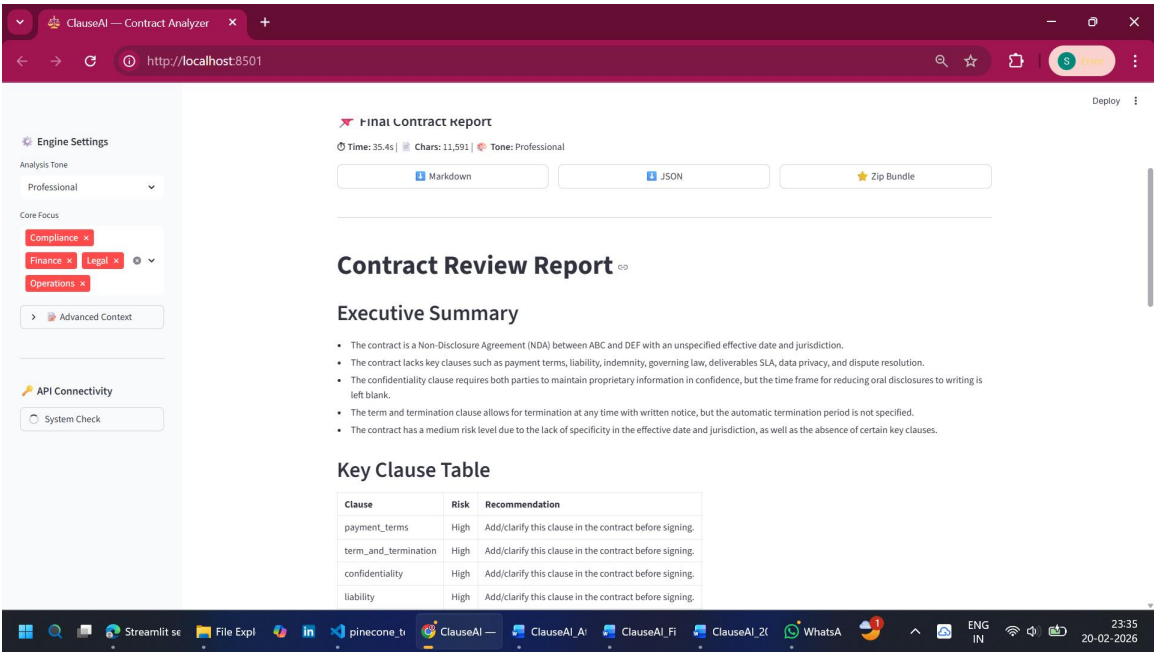 ClauseAI — Contract Analyzer
http://localhost:8501
S
Deploy
Engine Settings
Analysis Tone
Professional
Core Focus
Compliance ×
Finance × Legal ×
Operations ×
Advanced Context
API Connectivity
System Check
Final Contract Report
Time: 35.4s | Chars: 11,591 | Tone: Professional
Markdown
JSON
Zip Bundle
Contract Review Report
Executive Summary
• The contract is a Non-Disclosure Agreement (NDA) between ABC and DEF with an unspecified effective date and jurisdiction.
• The contract lacks key clauses such as payment terms, liability, indemnity, governing law, deliverables SLA, data privacy, and dispute resolution.
• The confidentiality clause requires both parties to maintain proprietary information in confidence, but the time frame for reducing oral disclosures to writing is
left blank.
• The term and termination clause allows for termination at any time with written notice, but the automatic termination period is not specified.
• The contract has a medium risk level due to the lack of specificity in the effective date and jurisdiction, as well as the absence of certain key clauses.
Key Clause Table
Clause Risk Recommendation
payment_terms High Add/clarify this clause in the contract before signing.
term_and_termination High Add/clarify this clause in the contract before signing.
confidentiality High Add/clarify this clause in the contract before signing.
liability High Add/clarify this clause in the contract before signing.
Streamlit se
File Expl
in
pinecone_te
ClauseAI —
ClauseAI_A
ClauseAI_Fi
ClauseAI_2(
WhatsA
1
ENG
IN
23:35
20-02-2026